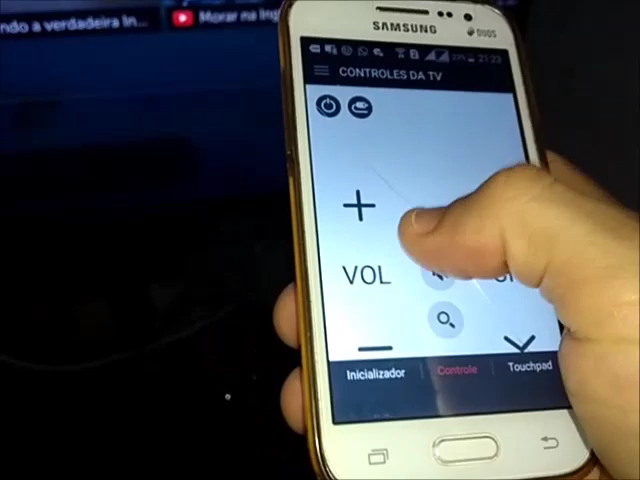 ndo a verdadeira In...
Morar na Ing
SAMSUNG
DUOS
21:23
CONTROLES DA TV
+
VOL
Inicializador
Controle
Touchpad